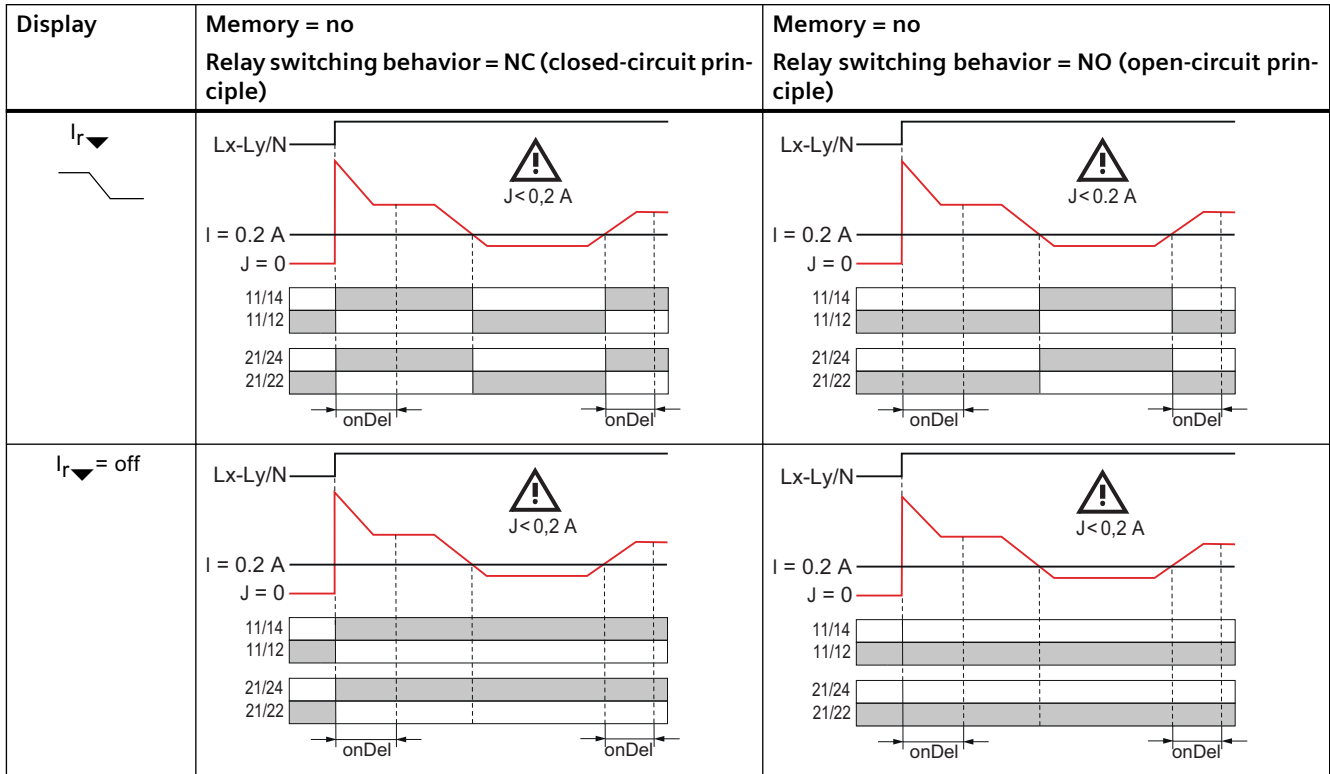 Display
Memory = no
Relay switching behavior = NC (closed-circuit prin-
ciple)
Memory = no
Relay switching behavior = NO (open-circuit prin-
ciple)
Ir▼
Lx-Ly/N
J<0,2 A
I = 0.2 A
J = 0
11/14
11/12
21/24
21/22
onDel
onDel
Lx-Ly/N
J<0.2 A
I = 0.2 A
J = 0
11/14
11/12
21/24
21/22
onDel
onDel
Ir▼= off
Lx-Ly/N
J<0,2 A
I = 0.2 A
J = 0
11/14
11/12
21/24
21/22
onDel
onDel
Lx-Ly/N
J<0,2 A
I = 0.2 A
J = 0
11/14
11/12
21/24
21/22
onDel
onDel